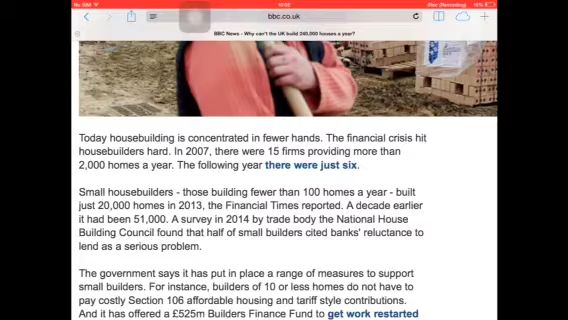 No SIM
10:05
bbc.co.uk
BBC News - Why can't the UK build 240,000 houses a year?
Today housebuilding is concentrated in fewer hands. The financial crisis hit
housebuilders hard. In 2007, there were 15 firms providing more than
2,000 homes a year. The following year there were just six.
Small housebuilders - those building fewer than 100 homes a year - built
just 20,000 homes in 2013, the Financial Times reported. A decade earlier
it had been 51,000. A survey in 2014 by trade body the National House
Building Council found that half of small builders cited banks' reluctance to
lend as a serious problem.
The government says it has put in place a range of measures to support
small builders. For instance, builders of 10 or less homes do not have to
pay costly Section 106 affordable housing and tariff style contributions.
And it has offered a £525m Builders Finance Fund to get work restarted